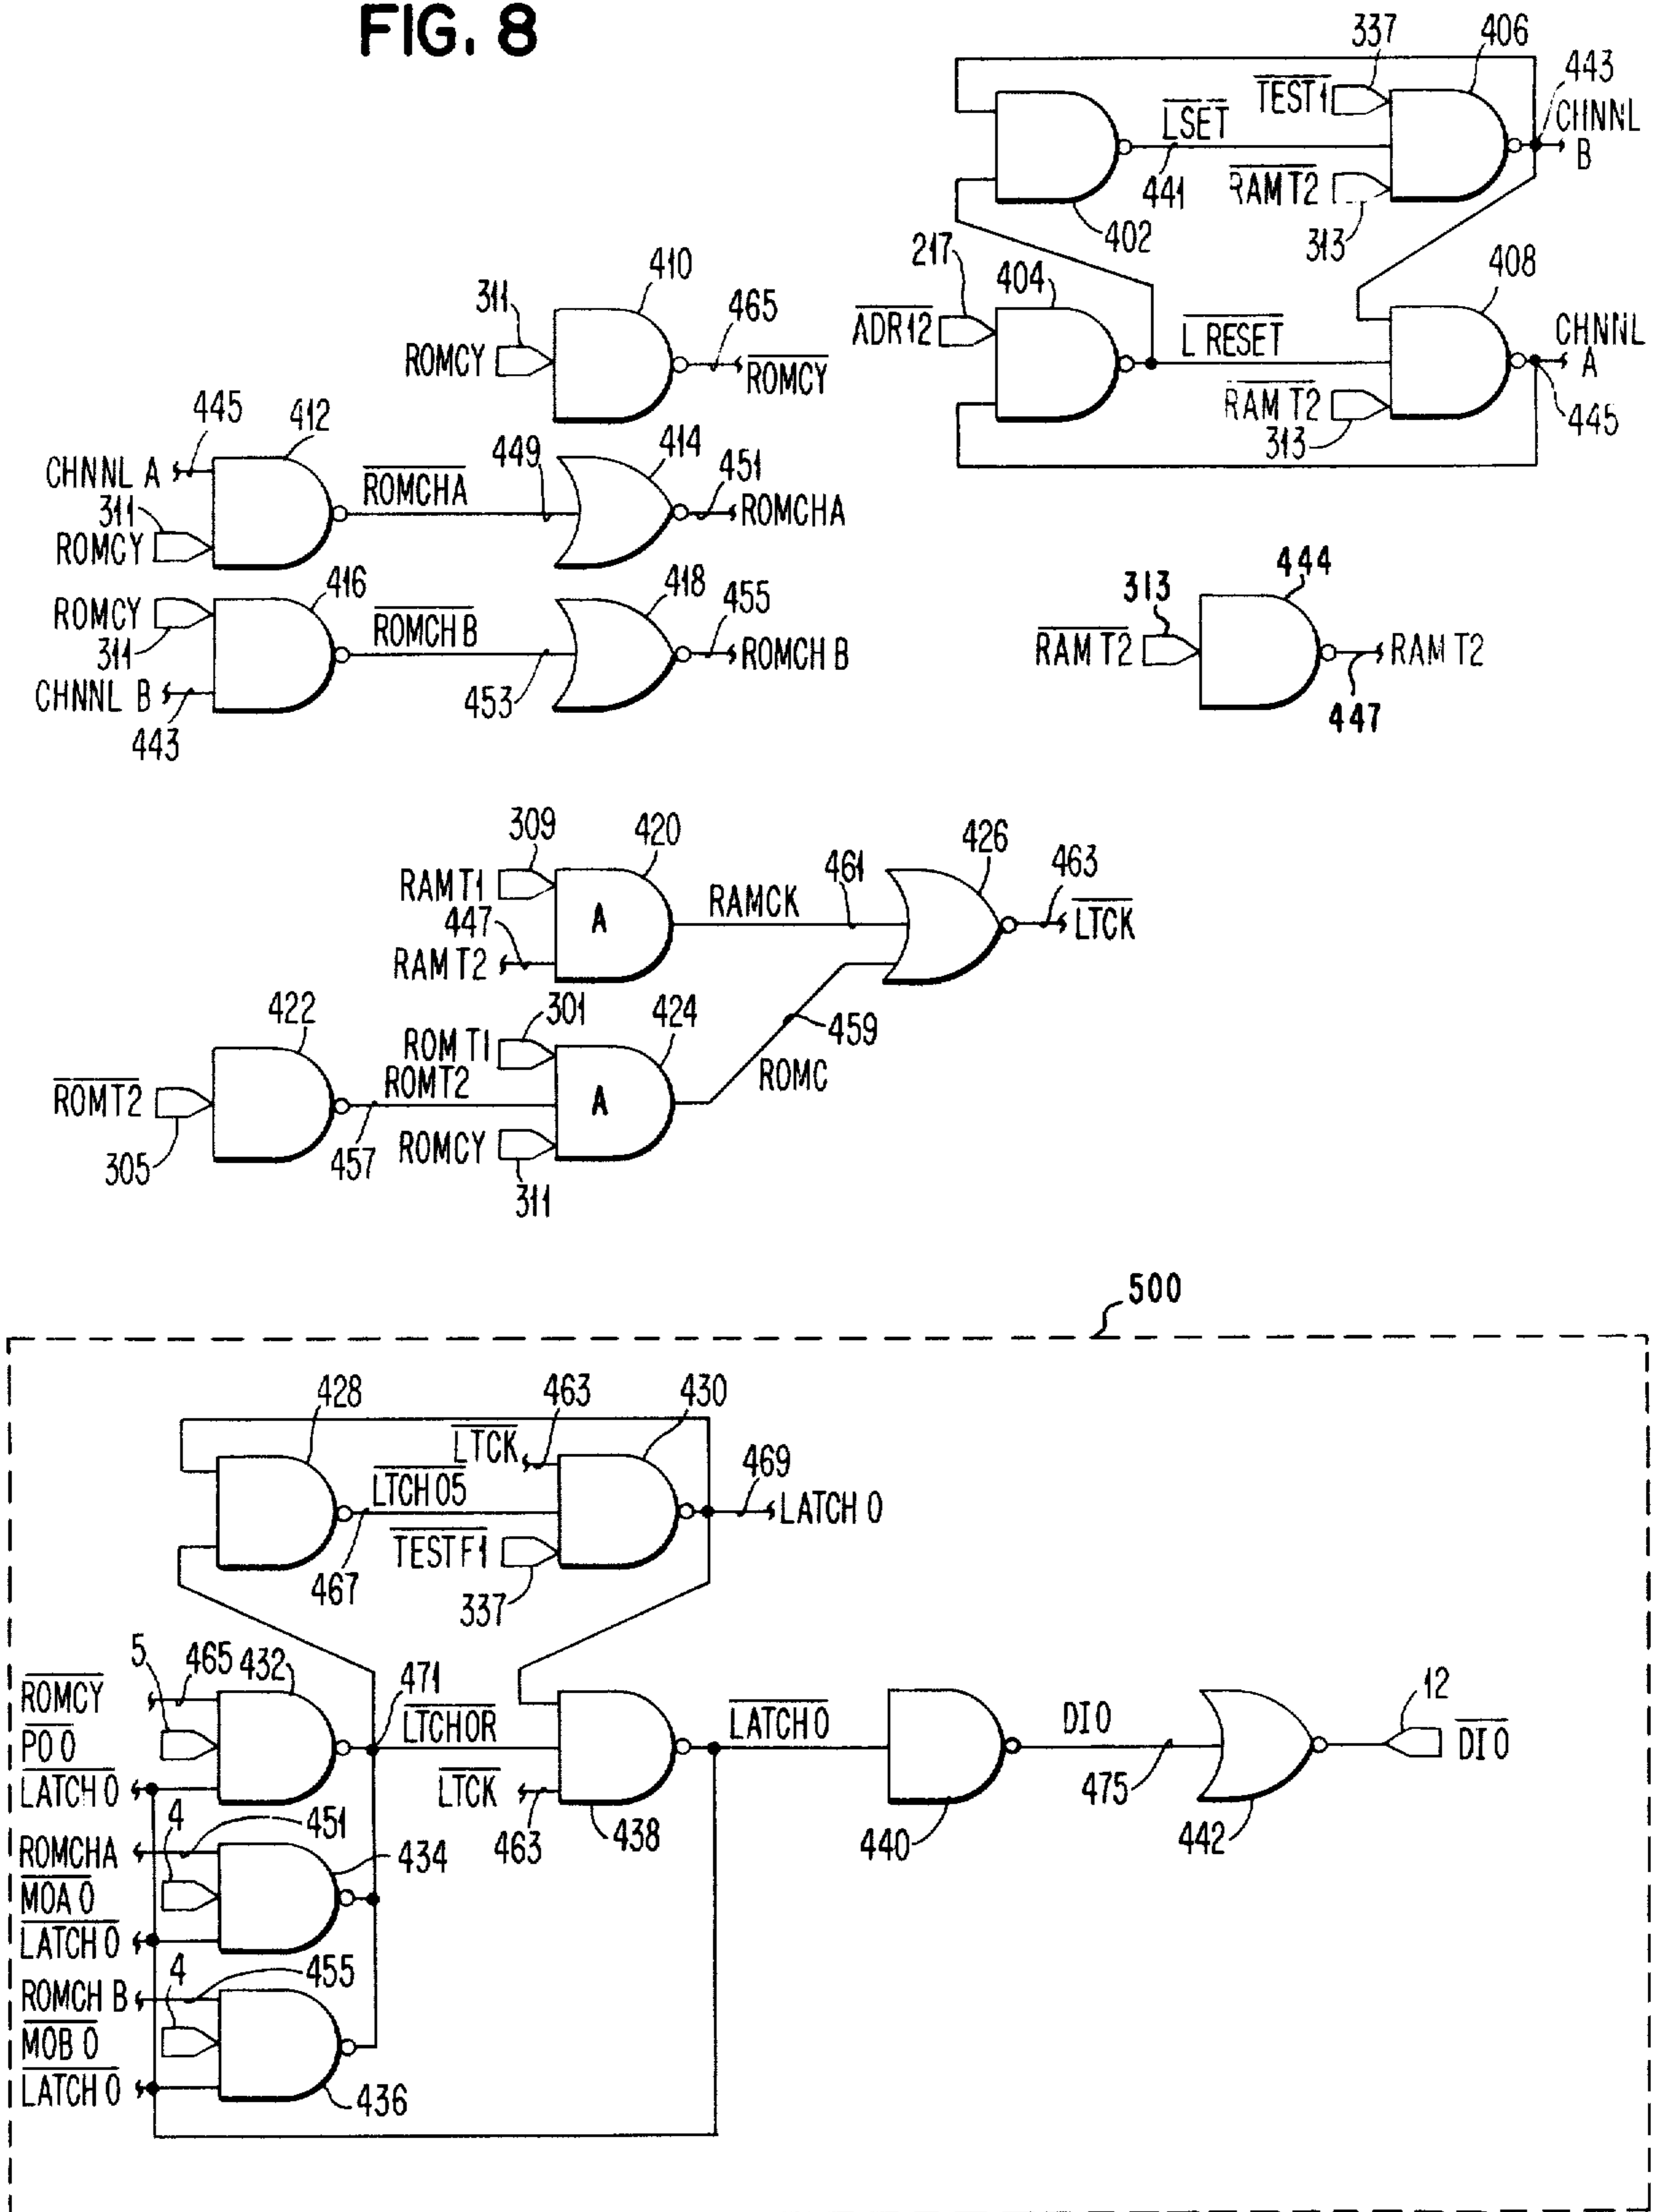 FIG. 8
337
406
TEST1
443
CHNNL
B
LSET
441
RAM T2
313
402
217
404
408
ADR12
L RESET
CHNNL
A
RAM T2
313
445
410
311
465
ROMCY
ROMCY
445
412
449
414
451
CHNNL A
ROMCHA
ROMCHA
311
ROMCY
416
418
455
ROMCY
ROMCH B
ROMCH B
311
CHNNL B
453
443
444
313
RAM T2
RAM T2
447
309
420
426
RAM T1
461
463
RAMCK
LTCK
447
A
RAM T2
422
301
424
459
ROM T1
ROMT2
ROMC
ROMT2
A
305
457
ROMCY
311
500
428
463
430
LTCK
469
LTCH 05
LATCH 0
TEST F1
467
337
5
465
432
471
12
ROMCY
LTCHOR
LATCH 0
DI 0
DI 0
PO 0
475
LATCH 0
LTCK
463
438
440
442
4
451
ROMCHA
434
MOA 0
LATCH 0
4
455
ROMCH B
MOB 0
LATCH 0
436